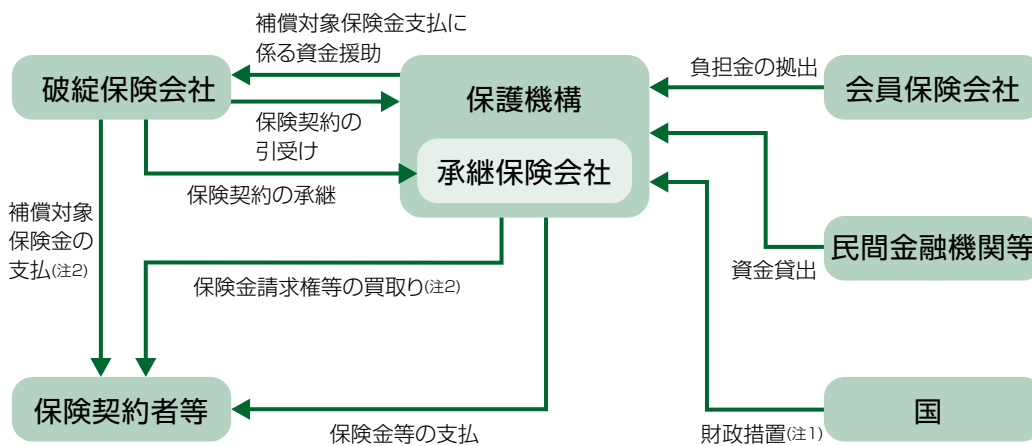 補償対象保険金支払に
係る資金援助
破綻保険会社
保険契約の
引受け
保険契約の承継
保護機構
承継保険会社
負担金の拠出
会員保険会社
民間金融機関等
資金貸出
補償対象
保険金の
支払(注2)
保険金請求権等の買取り(注2)
保険契約者等
保険金等の支払
財政措置(注1)
国